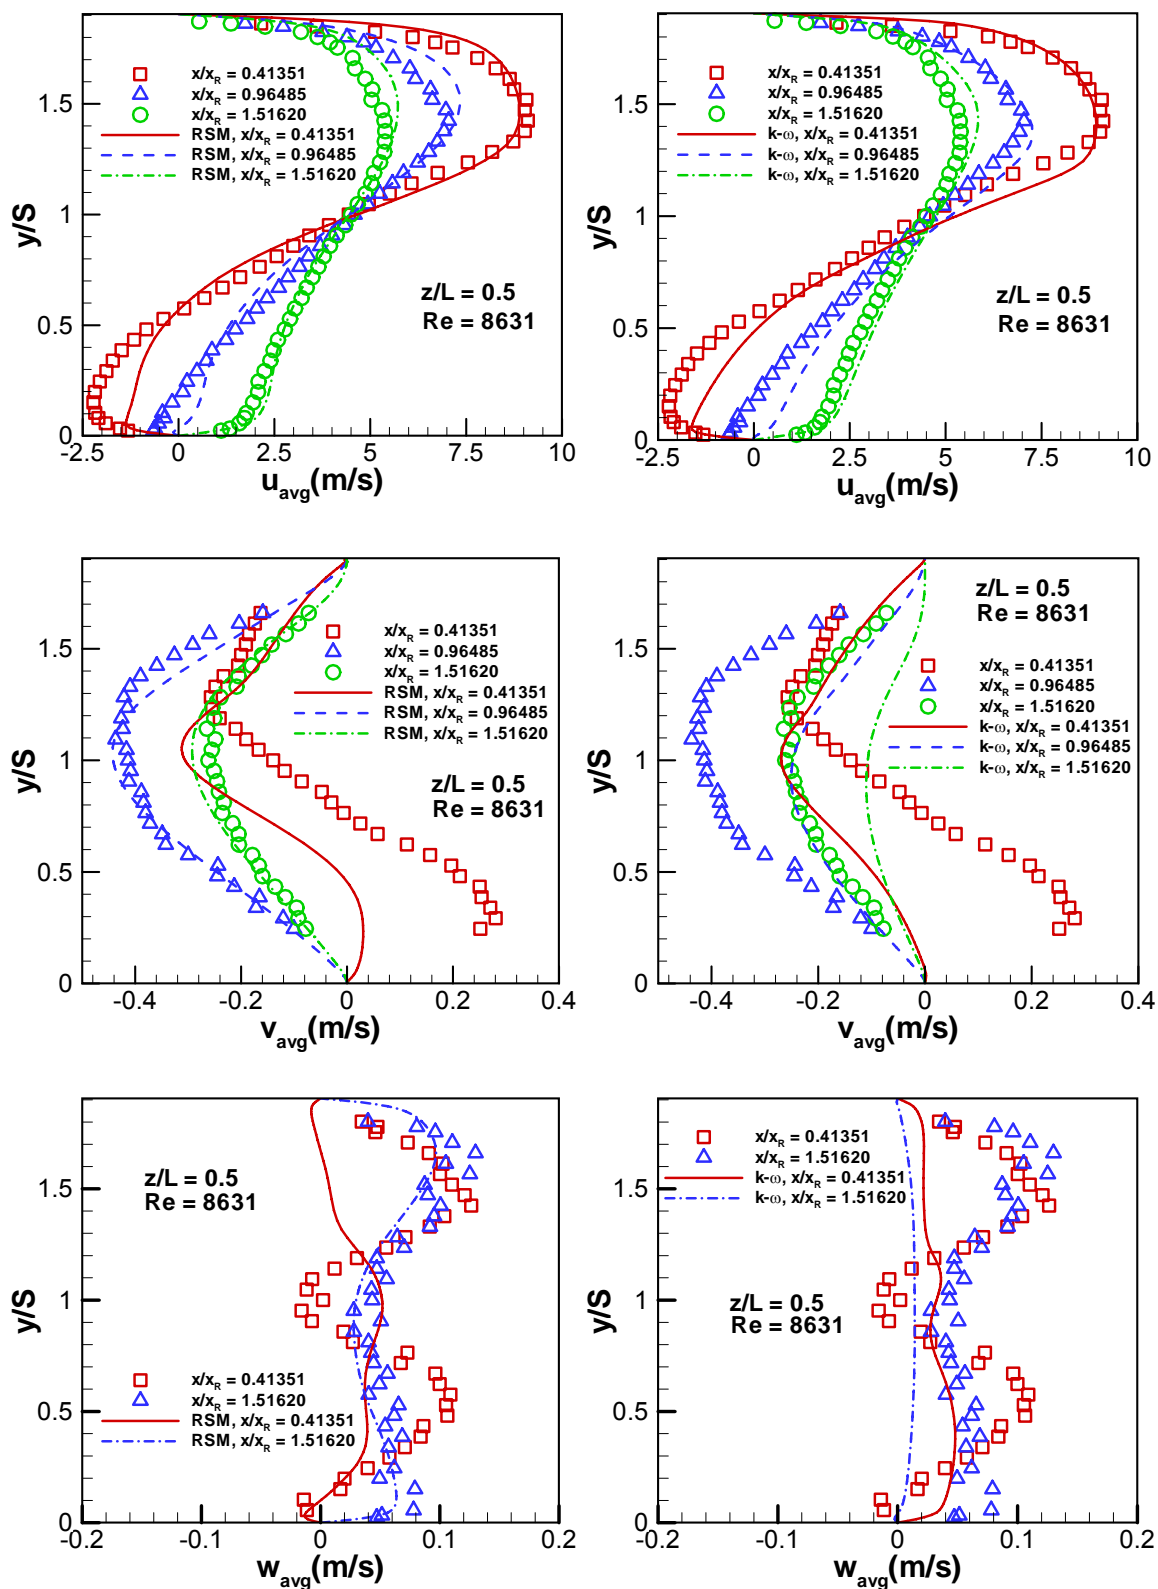 y/S
1.5
1
0.5
0
x/x_R = 0.41351
x/x_R = 0.96485
x/x_R = 1.51620
RSM, x/x_R = 0.41351
RSM, x/x_R = 0.96485
RSM, x/x_R = 1.51620
z/L = 0.5
Re = 8631
-2.5 0 2.5 5 7.5 10
u_avg(m/s)
y/S
1.5
1
0.5
0
x/x_R = 0.41351
x/x_R = 0.96485
x/x_R = 1.51620
k-ω, x/x_R = 0.41351
k-ω, x/x_R = 0.96485
k-ω, x/x_R = 1.51620
z/L = 0.5
Re = 8631
-2.5 0 2.5 5 7.5 10
u_avg(m/s)
y/S
1.5
1
0.5
0
x/x_R = 0.41351
x/x_R = 0.96485
x/x_R = 1.51620
RSM, x/x_R = 0.41351
RSM, x/x_R = 0.96485
RSM, x/x_R = 1.51620
z/L = 0.5
Re = 8631
-0.4 -0.2 0 0.2 0.4
v_avg(m/s)
y/S
1.5
1
0.5
0
z/L = 0.5
Re = 8631
x/x_R = 0.41351
x/x_R = 0.96485
x/x_R = 1.51620
k-ω, x/x_R = 0.41351
k-ω, x/x_R = 0.96485
k-ω, x/x_R = 1.51620
-0.4 -0.2 0 0.2 0.4
v_avg(m/s)
y/S
1.5
1
0.5
0
z/L = 0.5
Re = 8631
x/x_R = 0.41351
x/x_R = 1.51620
RSM, x/x_R = 0.41351
RSM, x/x_R = 1.51620
-0.2 -0.1 0 0.1 0.2
w_avg(m/s)
y/S
1.5
1
0.5
0
x/x_R = 0.41351
x/x_R = 1.51620
k-ω, x/x_R = 0.41351
k-ω, x/x_R = 1.51620
z/L = 0.5
Re = 8631
-0.2 -0.1 0 0.1 0.2
w_avg(m/s)